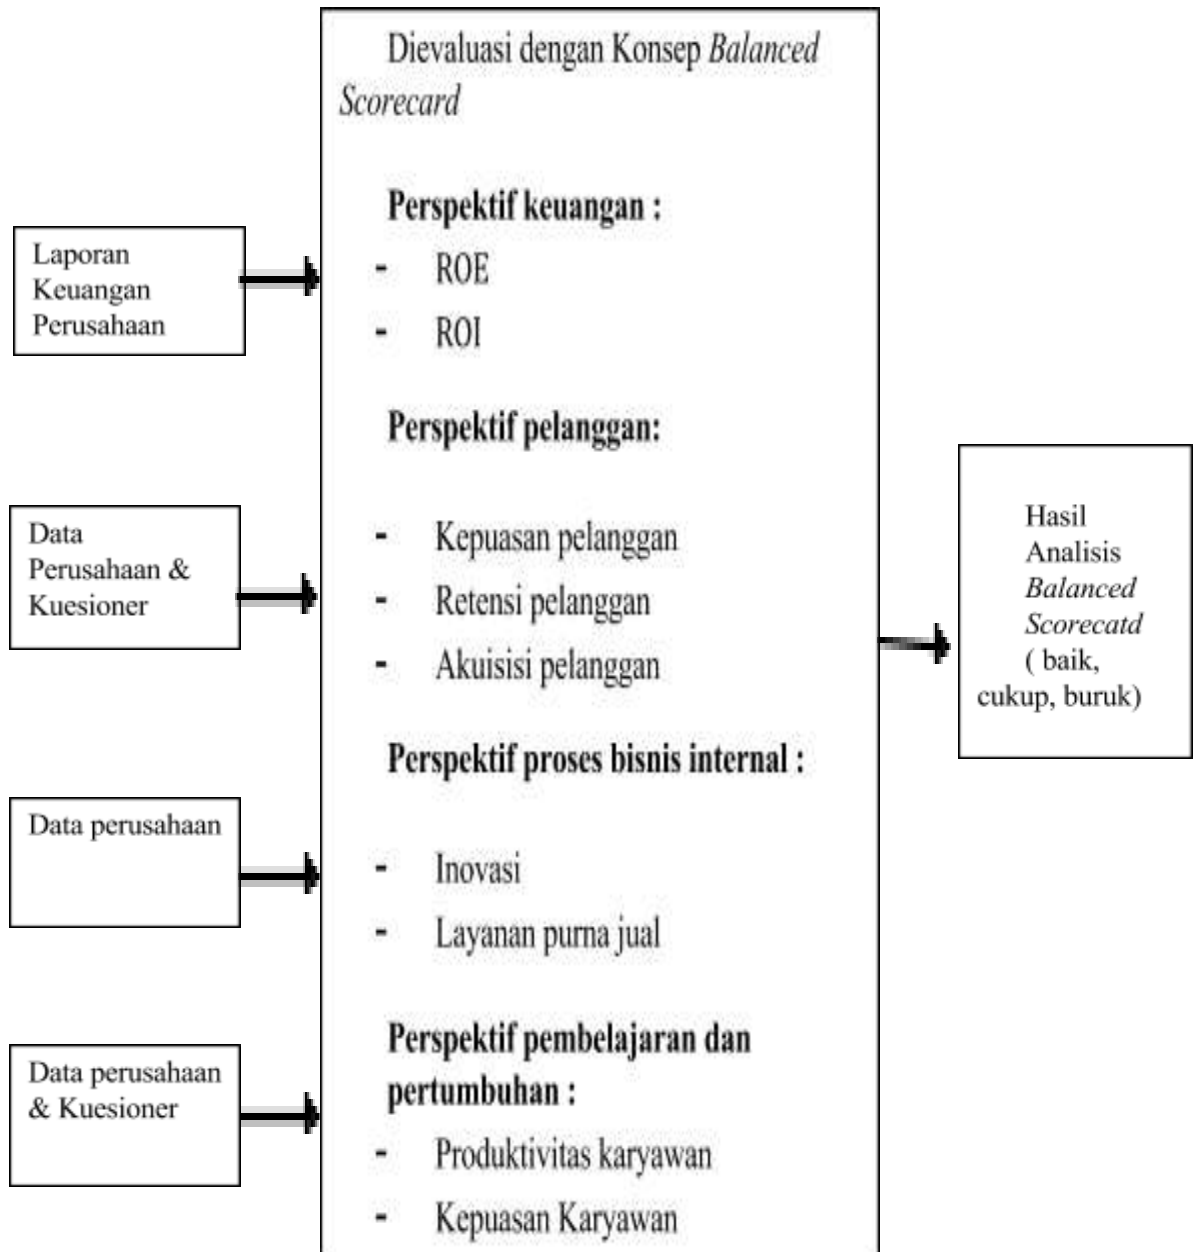 Dievaluasi dengan Konsep Balanced
Scorecard
Perspektif keuangan :
- ROE
- ROI
Perspektif pelanggan:
- Kepuasan pelanggan
- Retensi pelanggan
- Akuisisi pelanggan
Perspektif proses bisnis internal :
- Inovasi
- Layanan purna jual
Perspektif pembelajaran dan
pertumbuhan :
- Produktivitas karyawan
- Kepuasan Karyawan
Laporan
Keuangan
Perusahaan
Data
Perusahaan &
Kuesioner
Data perusahaan
Data perusahaan
& Kuesioner
Hasil
Analisis
Balanced
Scorecatd
( baik,
cukup, buruk)